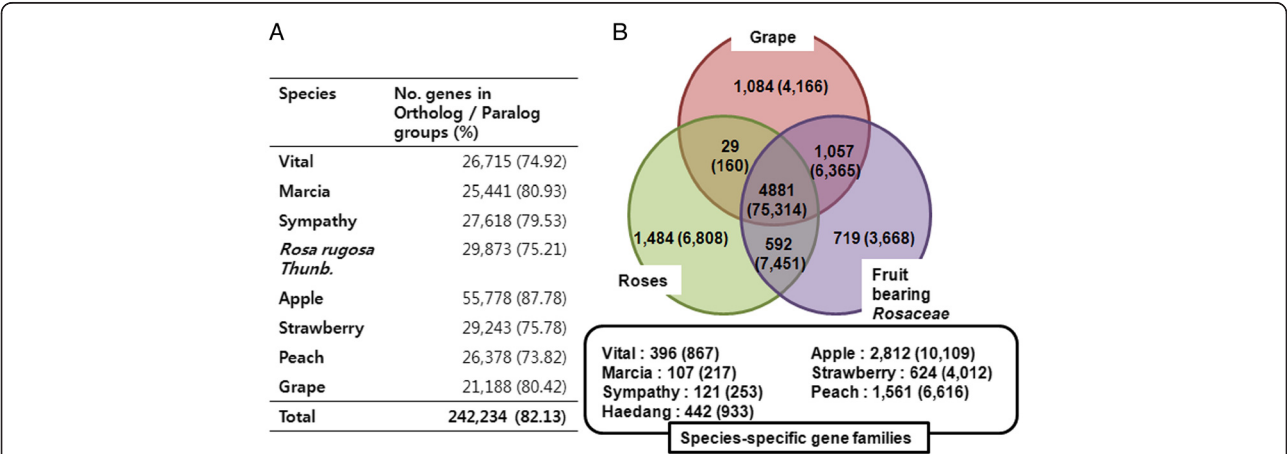 A
Species No. genes in
Ortholog / Paralog
groups (%)
Vital 26,715 (74.92)
Marcia 25,441 (80.93)
Sympathy 27,618 (79.53)
Rosa rugosa 29,873 (75.21)
Thunb.
Apple 55,778 (87.78)
Strawberry 29,243 (75.78)
Peach 26,378 (73.82)
Grape 21,188 (80.42)
Total 242,234 (82.13)
B
Grape
1,084 (4,166)
29
(160)
1,057
(6,365)
4881
(75,314)
1,484 (6,808)
592
(7,451)
719 (3,668)
Roses
Fruit
bearing
Rosaceae
Vital : 396 (867) Apple : 2,812 (10,109)
Marcia : 107 (217) Strawberry : 624 (4,012)
Sympathy : 121 (253) Peach : 1,561 (6,616)
Haedang : 442 (933)
Species-specific gene families